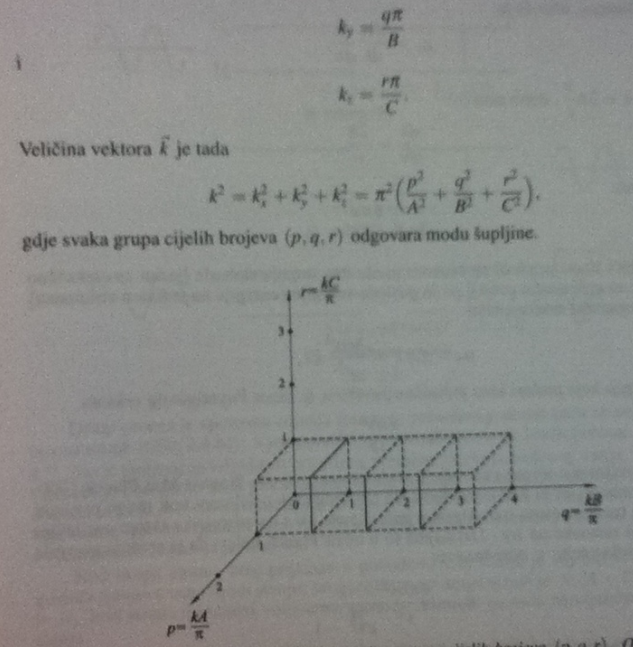 k_y = qπ/B
i
k_z = rπ/C.
Veličina vektora k⃗ je tada
k² = k_x² + k_y² + k_z² = π²(p²/A² + q²/B² + r²/C²),
gdje svaka grupa cijelih brojeva (p, q, r) odgovara modu šupljine.
r = kC/π
3
2
1
0 1 2 3 4
q = kB/π
1
2
p = kA/π